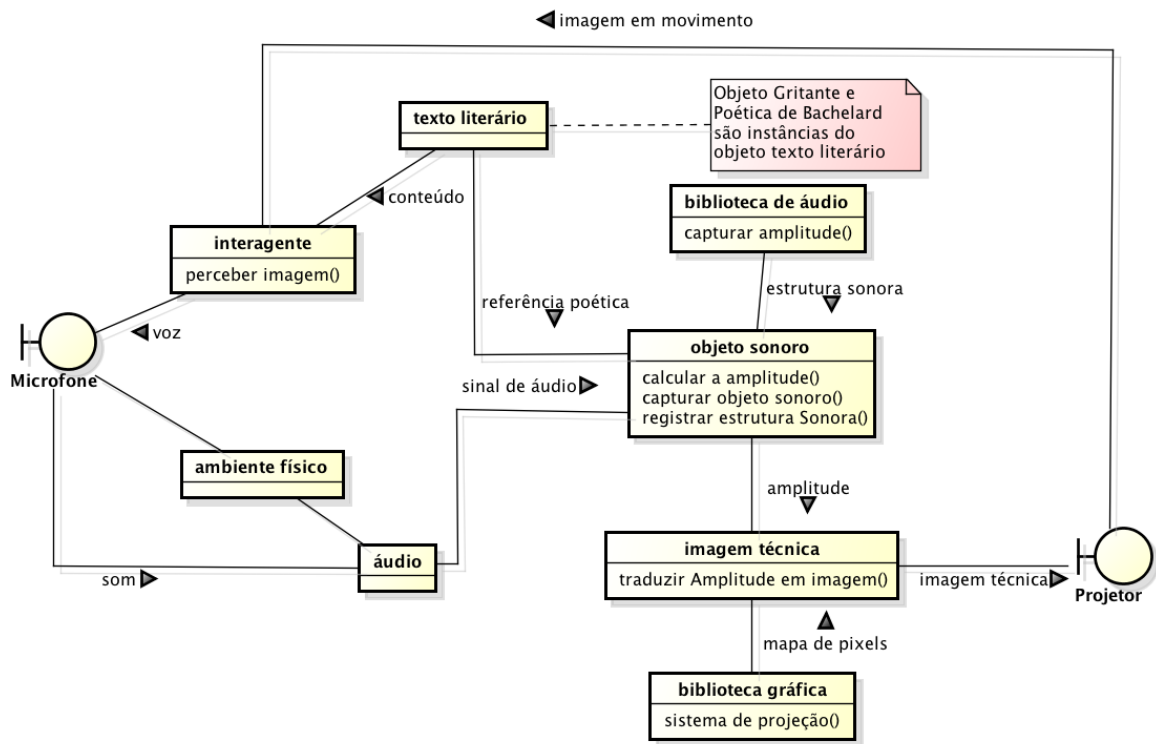 imagem em movimento
texto literário
Objeto Gritante e
Poética de Bachelard
são instâncias do
objeto texto literário
conteúdo
biblioteca de áudio
capturar amplitude()
interagente
perceber imagem()
estrutura sonora
referência poética
voz
Microfone
objeto sonoro
calcular a amplitude()
capturar objeto sonoro()
registrar estrutura Sonora()
sinal de áudio
ambiente físico
amplitude
áudio
som
imagem técnica
traduzir Amplitude em imagem()
imagem técnica
Projetor
mapa de pixels
biblioteca gráfica
sistema de projeção()